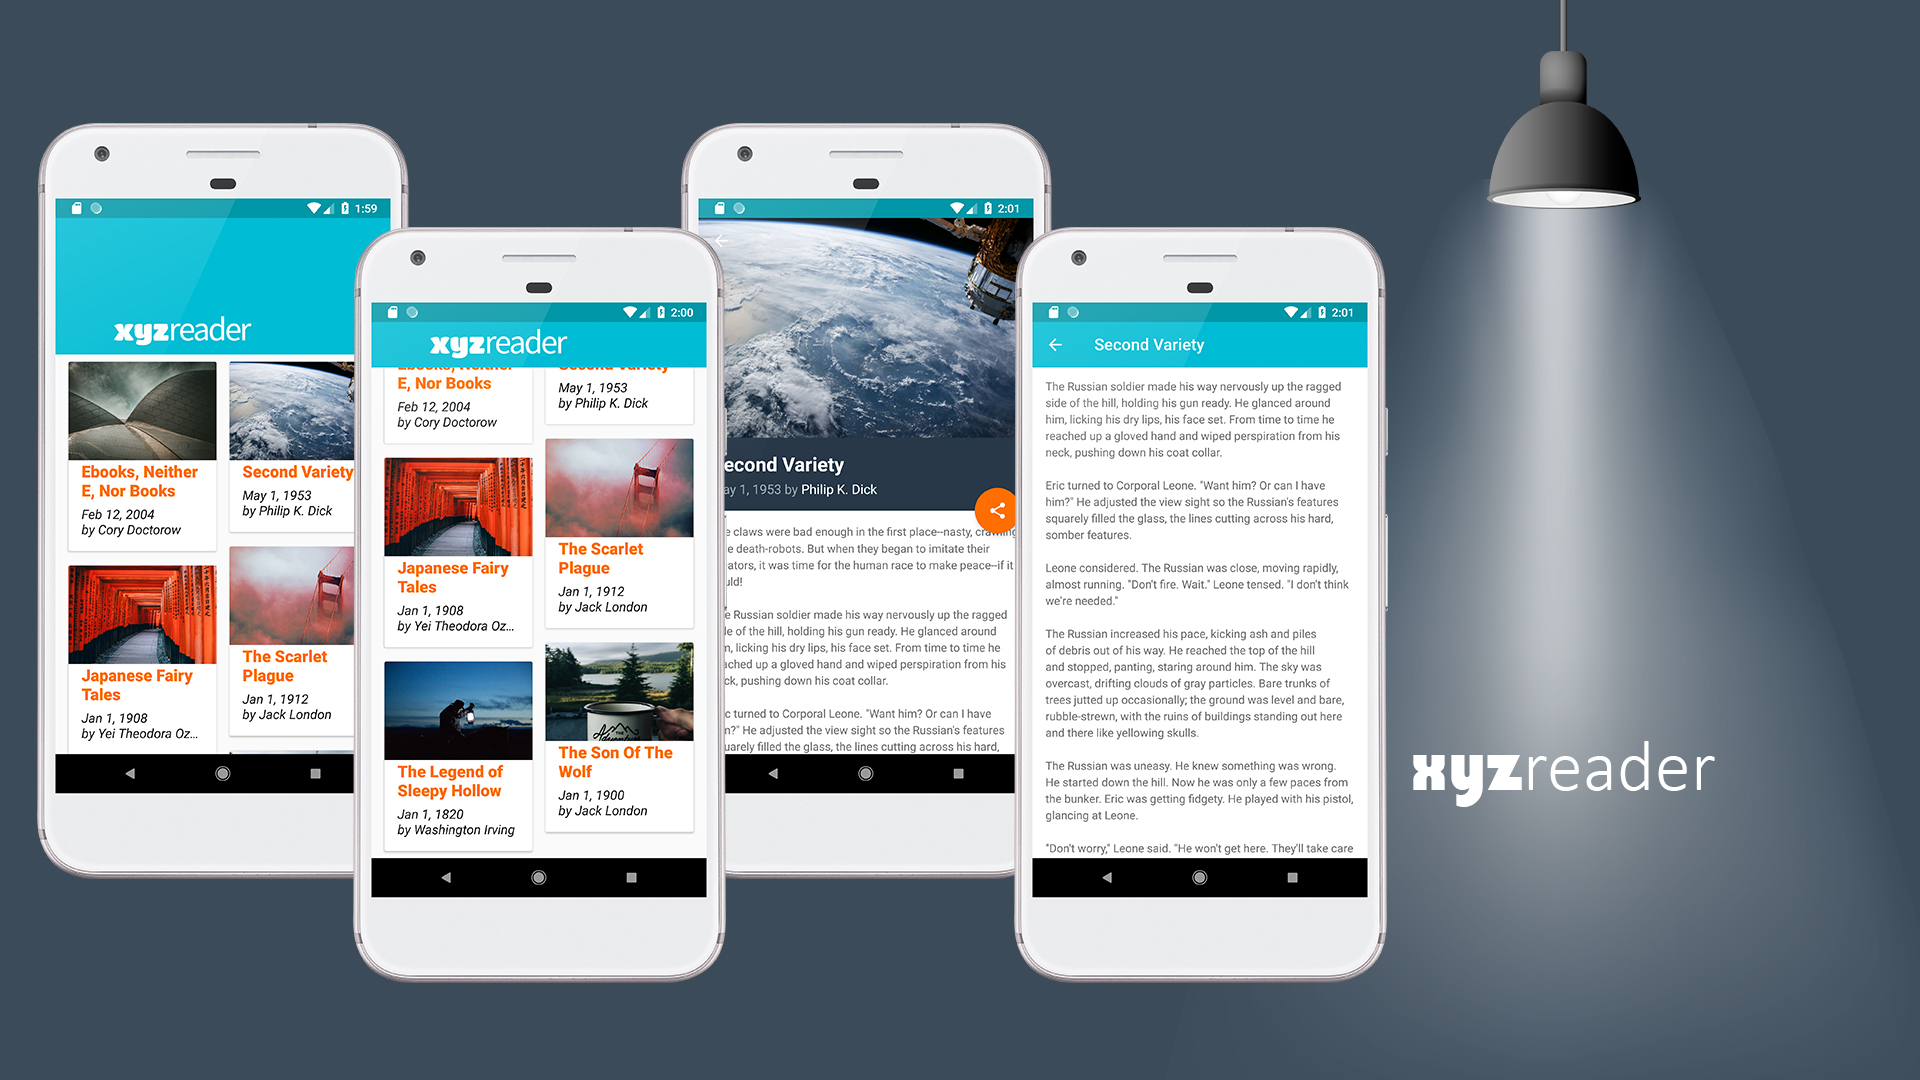 1:59
xyzreader
Ebooks, Neither
E, Nor Books
Feb 12, 2004
by Cory Doctorow
Second Variety
May 1, 1953
by Philip K. Dick
Japanese Fairy
Tales
Jan 1, 1908
by Yei Theodora Oz...
The Scarlet
Plague
Jan 1, 1912
by Jack London
2:00
xyzreader
Ebooks, Neither
E, Nor Books
Feb 12, 2004
by Cory Doctorow
Second Variety
May 1, 1953
by Philip K. Dick
Japanese Fairy
Tales
Jan 1, 1908
by Yei Theodora Oz...
The Scarlet
Plague
Jan 1, 1912
by Jack London
The Legend of
Sleepy Hollow
Jan 1, 1820
by Washington Irving
The Son Of The
Wolf
Jan 1, 1900
by Jack London
2:01
econd Variety
ay 1, 1953 by Philip K. Dick
e claws were bad enough in the first place--nasty, crawling
e death-robots. But when they began to imitate their
ators, it was time for the human race to make peace--if it
uld!
e Russian soldier made his way nervously up the ragged
e of the hill, holding his gun ready. He glanced around
n, licking his dry lips, his face set. From time to time he
ached up a gloved hand and wiped perspiration from his
ck, pushing down his coat collar.
c turned to Corporal Leone. "Want him? Or can I have
n?" He adjusted the view sight so the Russian's features
uarely filled the glass, the lines cutting across his hard,
2:01
Second Variety
The Russian soldier made his way nervously up the ragged
side of the hill, holding his gun ready. He glanced around
him, licking his dry lips, his face set. From time to time he
reached up a gloved hand and wiped perspiration from his
neck, pushing down his coat collar.
Eric turned to Corporal Leone. "Want him? Or can I have
him?" He adjusted the view sight so the Russian's features
squarely filled the glass, the lines cutting across his hard,
somber features.
Leone considered. The Russian was close, moving rapidly,
almost running. "Don't fire. Wait." Leone tensed. "I don't think
we're needed."
The Russian increased his pace, kicking ash and piles
of debris out of his way. He reached the top of the hill
and stopped, panting, staring around him. The sky was
overcast, drifting clouds of gray particles. Bare trunks of
trees jutted up occasionally; the ground was level and bare,
rubble-strewn, with the ruins of buildings standing out here
and there like yellowing skulls.
The Russian was uneasy. He knew something was wrong.
He started down the hill. Now he was only a few paces from
the bunker. Eric was getting fidgety. He played with his pistol,
glancing at Leone.
"Don't worry," Leone said. "He won't get here. They'll take care
xyzreader